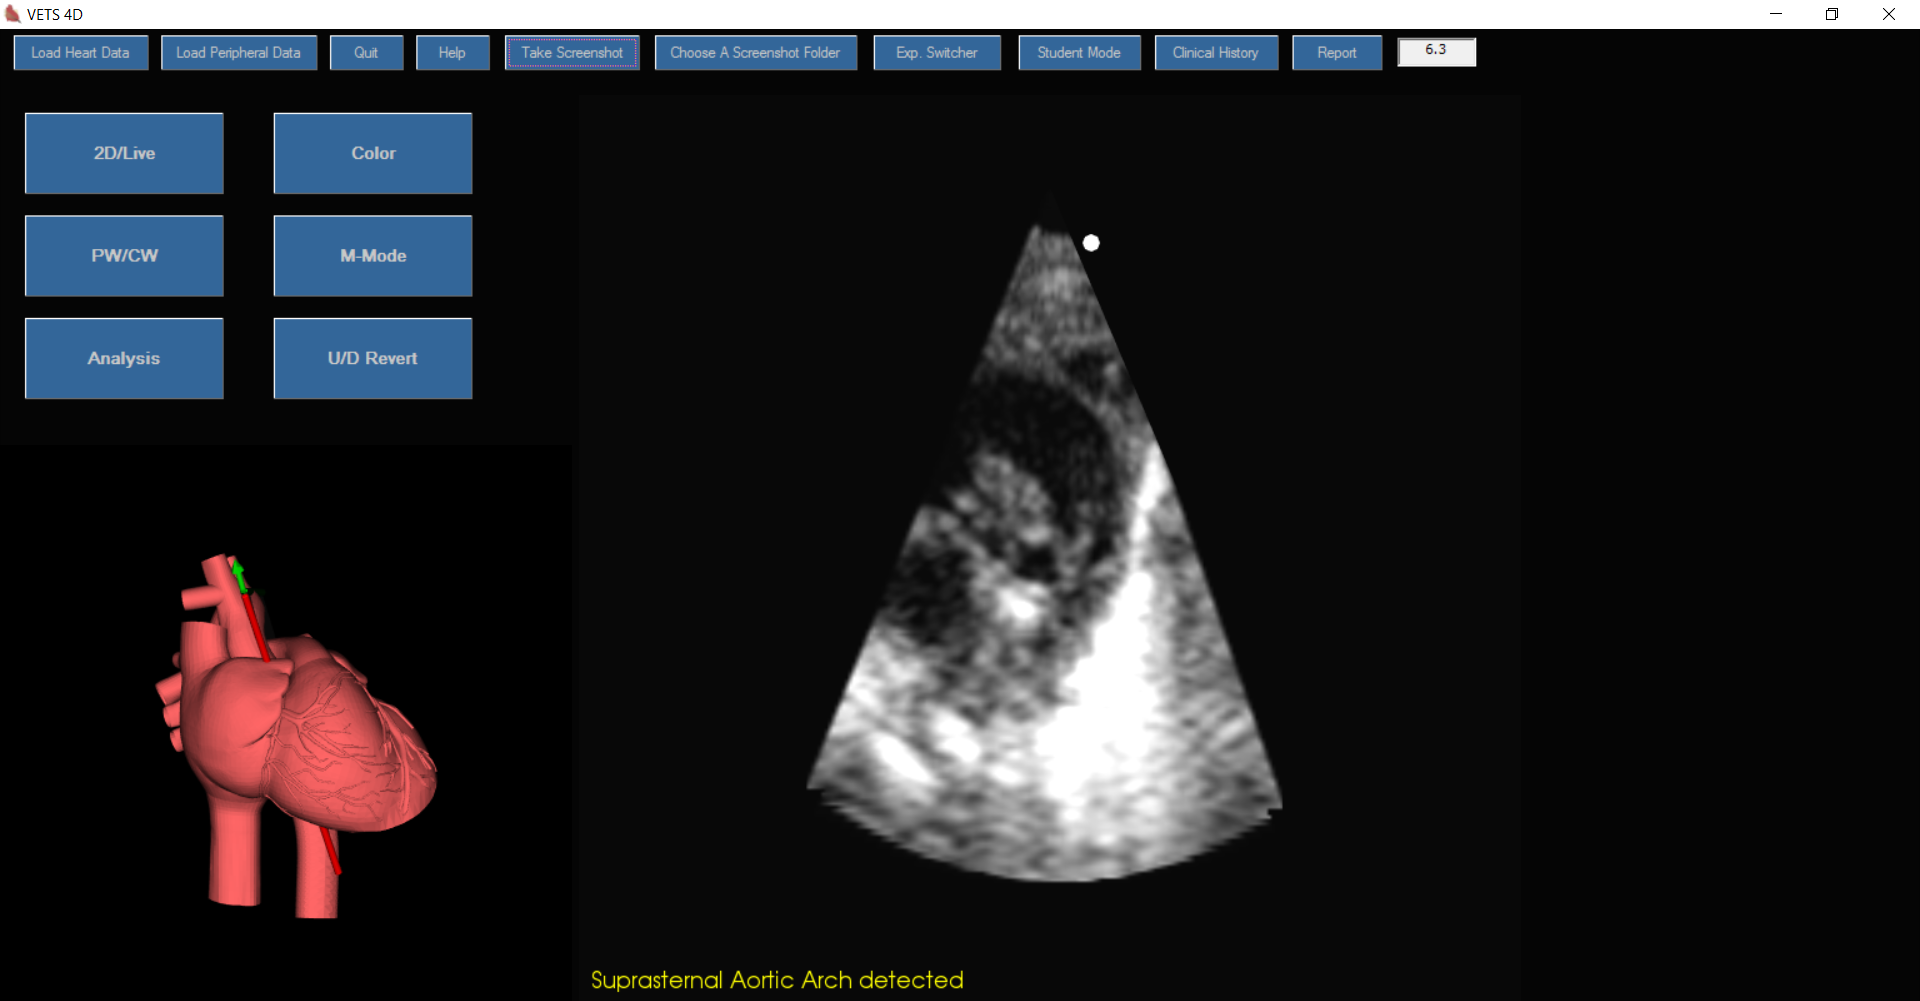 VETS 4D
Load Heart Data
Load Peripheral Data
Quit
Help
Take Screenshot
Choose A Screenshot Folder
Exp. Switcher
Student Mode
Clinical History
Report
6.3
2D/Live
Color
PW/CW
M-Mode
Analysis
U/D Revert
Suprasternal Aortic Arch detected